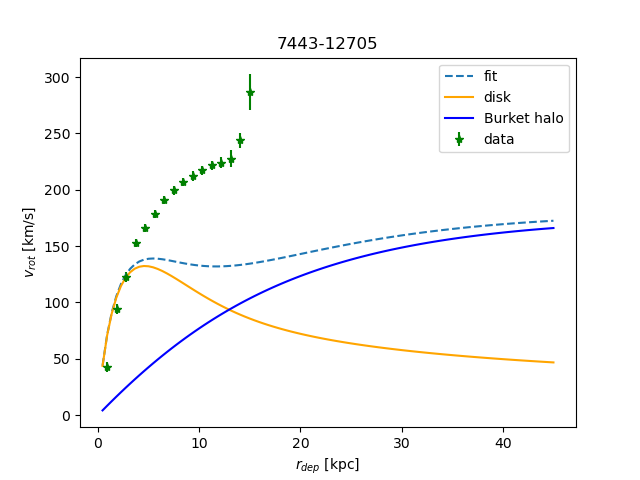 7443-12705
300
250
200
150
100
50
0
v_rot [km/s]
fit
disk
Burket halo
data
0 10 20 30 40
r_dep [kpc]